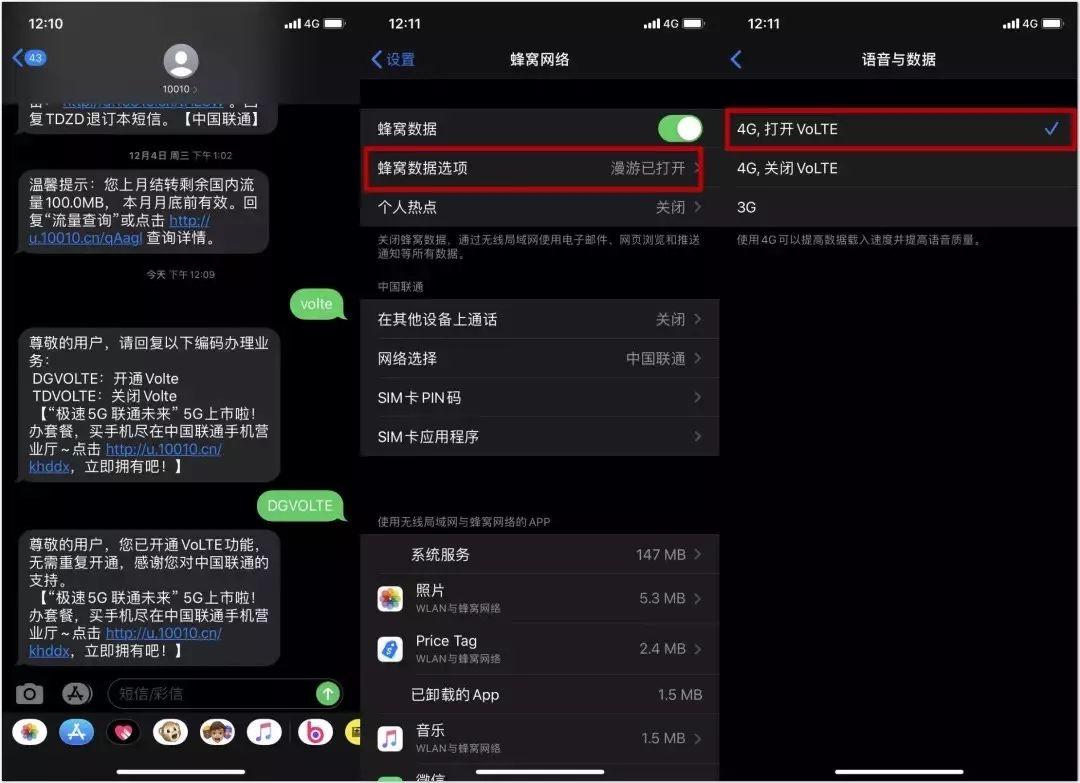 12:10
4G
43
10010
复TDZD退订本短信。【中国联通】
12月4日 周三 下午1:02
温馨提示：您上月结转剩余国内流
量100.0MB， 本月月底前有效。回
复“流量查询”或点击 http://
u.10010.cn/qAagl 查询详情。
今天 下午12:09
volte
尊敬的用户，请回复以下编码办理业
务：
DGVOLTE：开通Volte
TDVOLTE：关闭Volte
【“极速5G 联通未来” 5G上市啦!
办套餐，买手机尽在中国联通手机营
业厅~点击 http://u.10010.cn/
khddx，立即拥有吧！】
DGVOLTE
尊敬的用户，您已开通VoLTE功能，
无需重复开通，感谢您对中国联通的
支持。
【“极速5G 联通未来” 5G上市啦!
办套餐，买手机尽在中国联通手机营
业厅~点击 http://u.10010.cn/
khddx，立即拥有吧！】
短信/彩信
12:11
4G
设置
蜂窝网络
蜂窝数据
蜂窝数据选项
漫游已打开
个人热点
关闭
关闭蜂窝数据，通过无线局域网使用电子邮件、网页浏览和推送
通知等所有数据。
中国联通
在其他设备上通话
关闭
网络选择
中国联通
SIM卡PIN码
SIM卡应用程序
使用无线局域网与蜂窝网络的APP
系统服务
147 MB
照片
WLAN与蜂窝网络
5.3 MB
Price Tag
WLAN与蜂窝网络
2.4 MB
已卸载的App
1.5 MB
音乐
WLAN与蜂窝网络
1.5 MB
微信
12:11
4G
语音与数据
4G, 打开VoLTE
4G, 关闭VoLTE
3G
使用4G可以提高数据载入速度并提高语音质量。